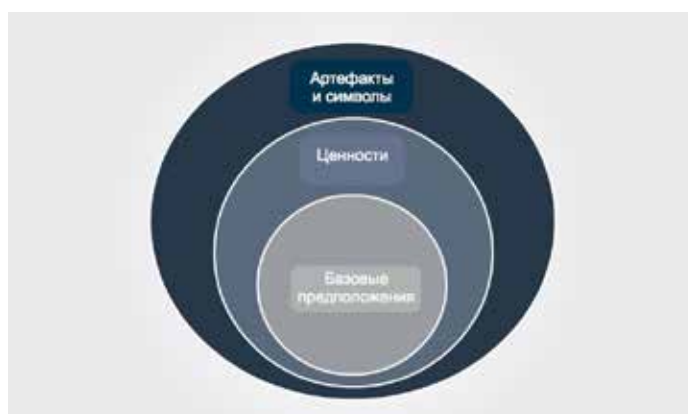 Артефакты
и символы
Ценности
Базовые
предположения